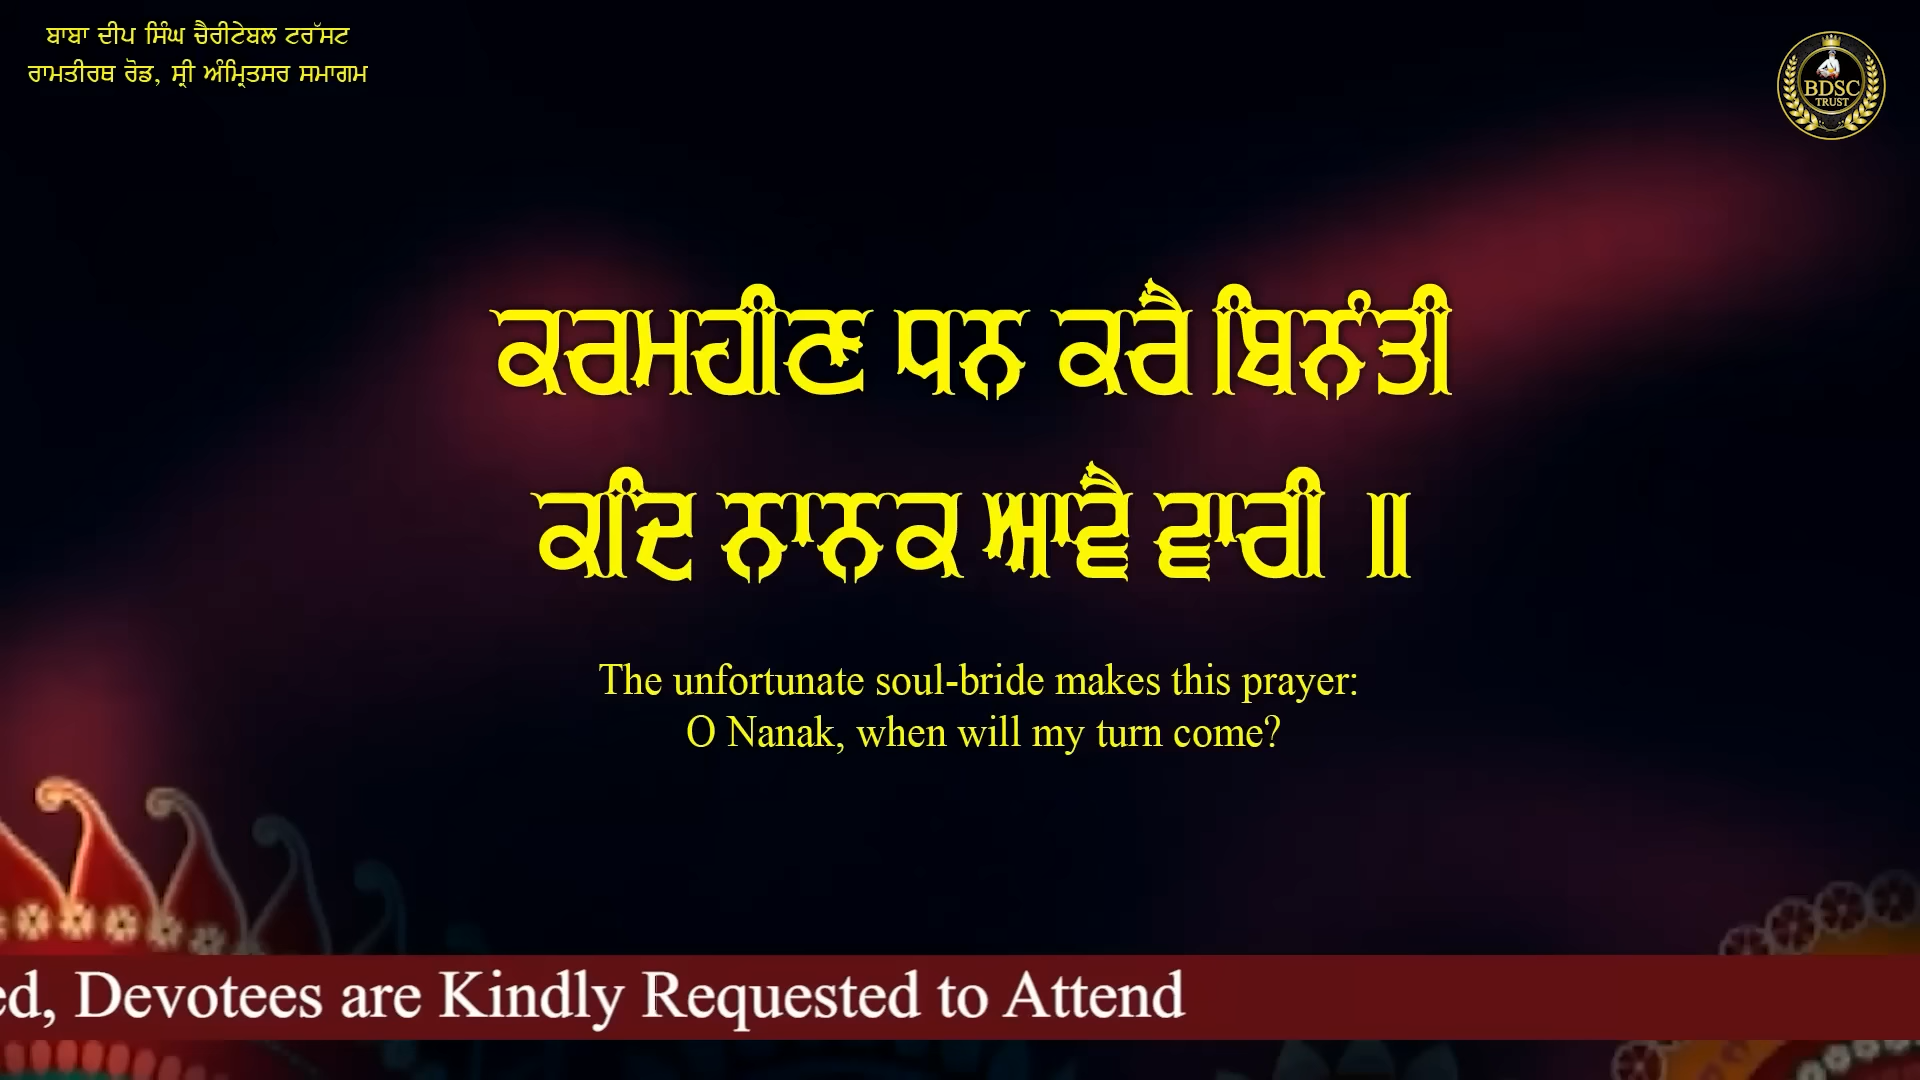 ਬਾਬਾ ਦੀਪ ਸਿੰਘ ਚੈਰੀਟੇਬਲ ਟਰੱਸਟ
ਰਾਮਤੀਰਥ ਰੋਡ, ਸ੍ਰੀ ਅੰਮ੍ਰਿਤਸਰ ਸਮਾਗਮ
BDSC
TRUST
ਕਰਮਹੀਣ ਧਨ ਕਰੈ ਬਿਨੰਤੀ
ਕਦਿ ਨਾਨਕ ਆਵੈ ਵਾਰੀ ॥
The unfortunate soul-bride makes this prayer:
O Nanak, when will my turn come?
ed, Devotees are Kindly Requested to Attend